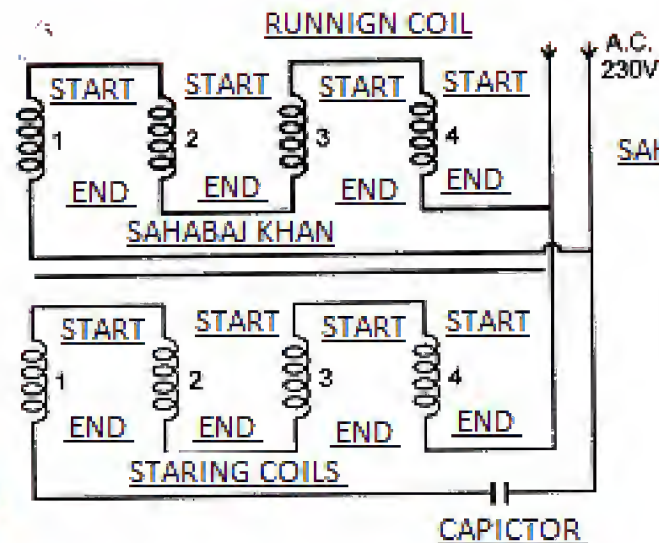 RUNNIGN COIL
A.C.
230V
START START START START
1 2 3 4
END END END END
SAHABAJ KHAN
START START START START
1 2 3 4
END END END END
STARING COILS
CAPICTOR